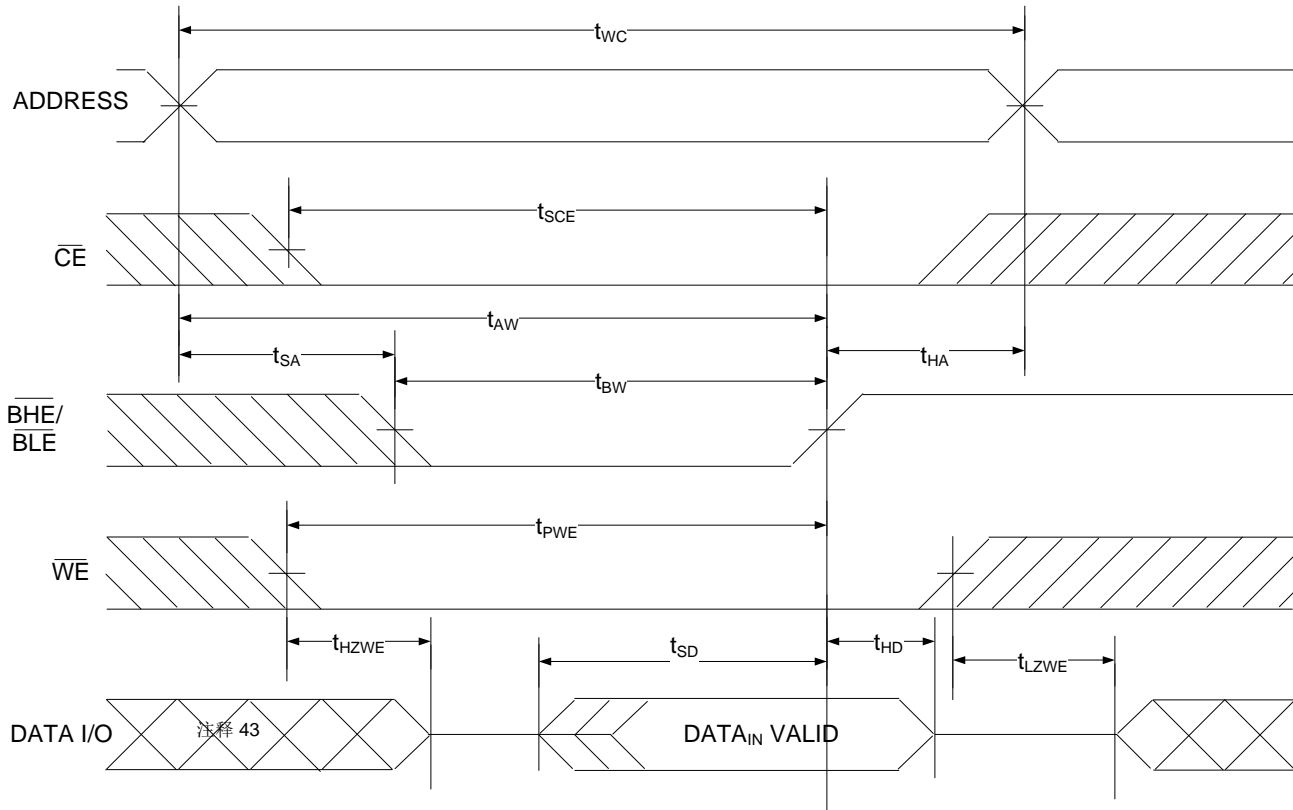 tWC
ADDRESS
tSCE
CE
tAW
tSA
tHA
tBW
BHE/
BLE
tPWE
WE
tHZWE
tSD
tHD
tLZWE
DATA I/O
注释 43
DATAIN VALID